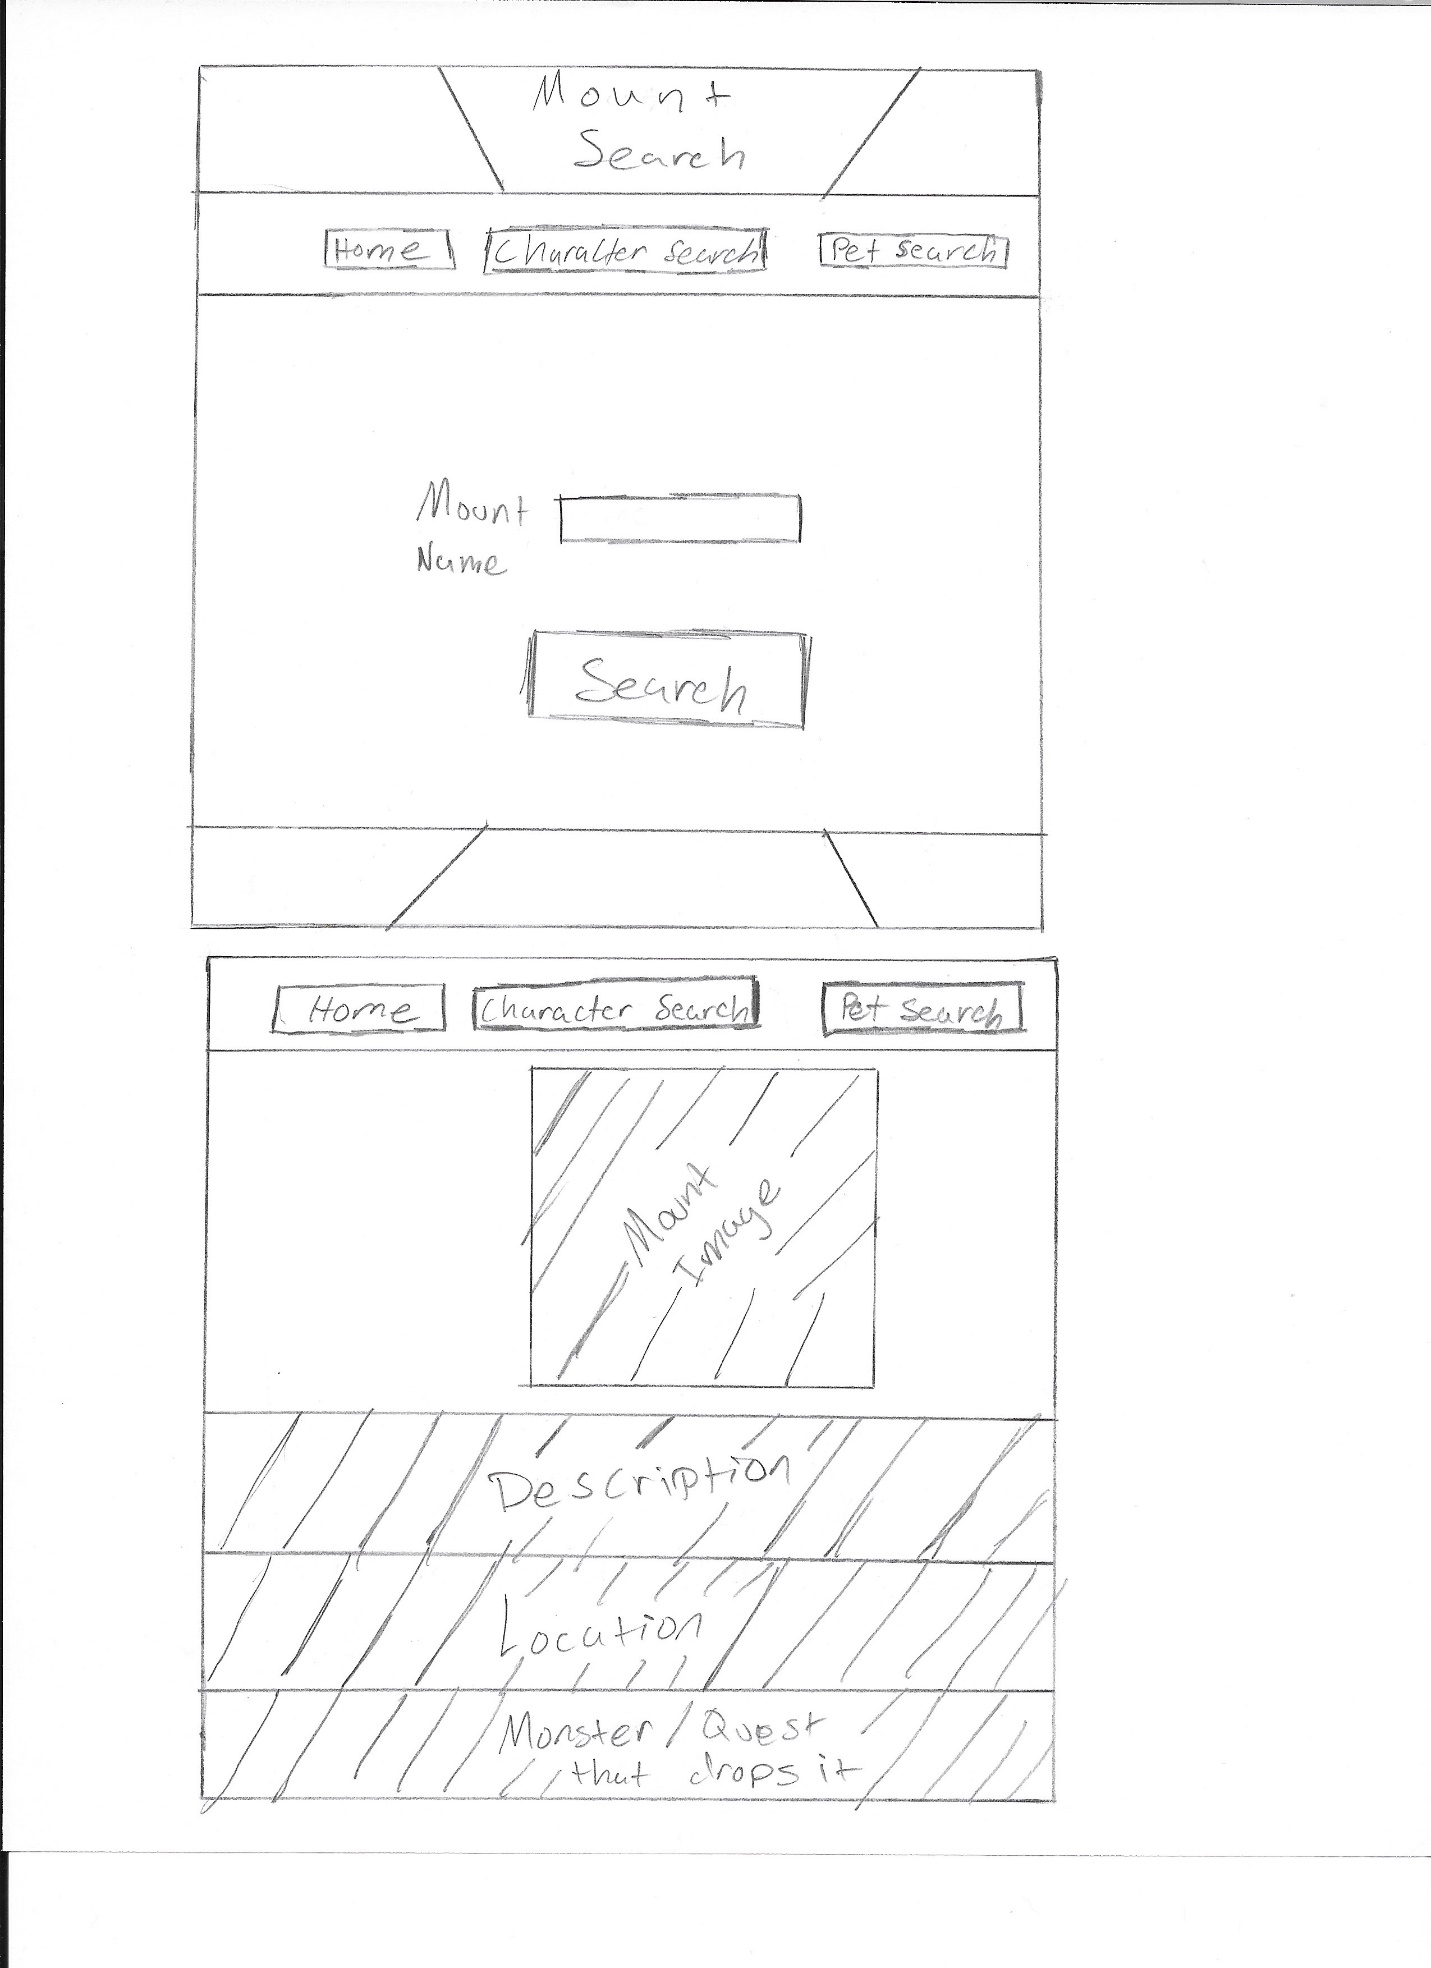 Mount
Search
Home Character Search Pet Search
Mount
Name
Search
Home Character Search Pet Search
Mount
Image
Description
Location
Monster / Quest
that drops it